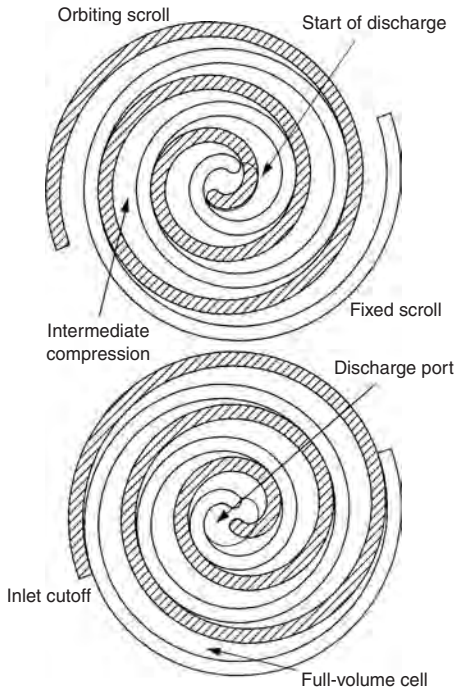 Orbiting scroll
Start of discharge
Fixed scroll
Intermediate
compression
Discharge port
Inlet cutoff
Full-volume cell